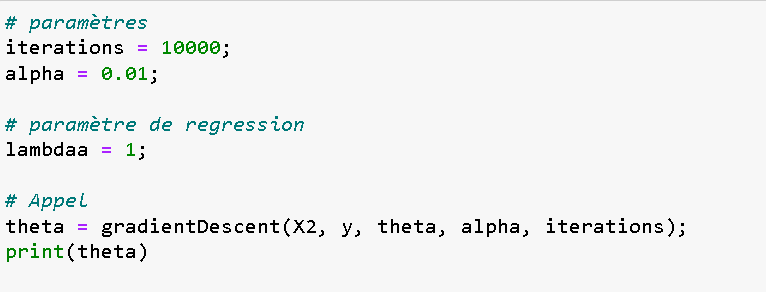 # paramètres
iterations = 10000;
alpha = 0.01;
# paramètre de regression
lambdaa = 1;
# Appel
theta = gradientDescent(X2, y, theta, alpha, iterations);
print(theta)